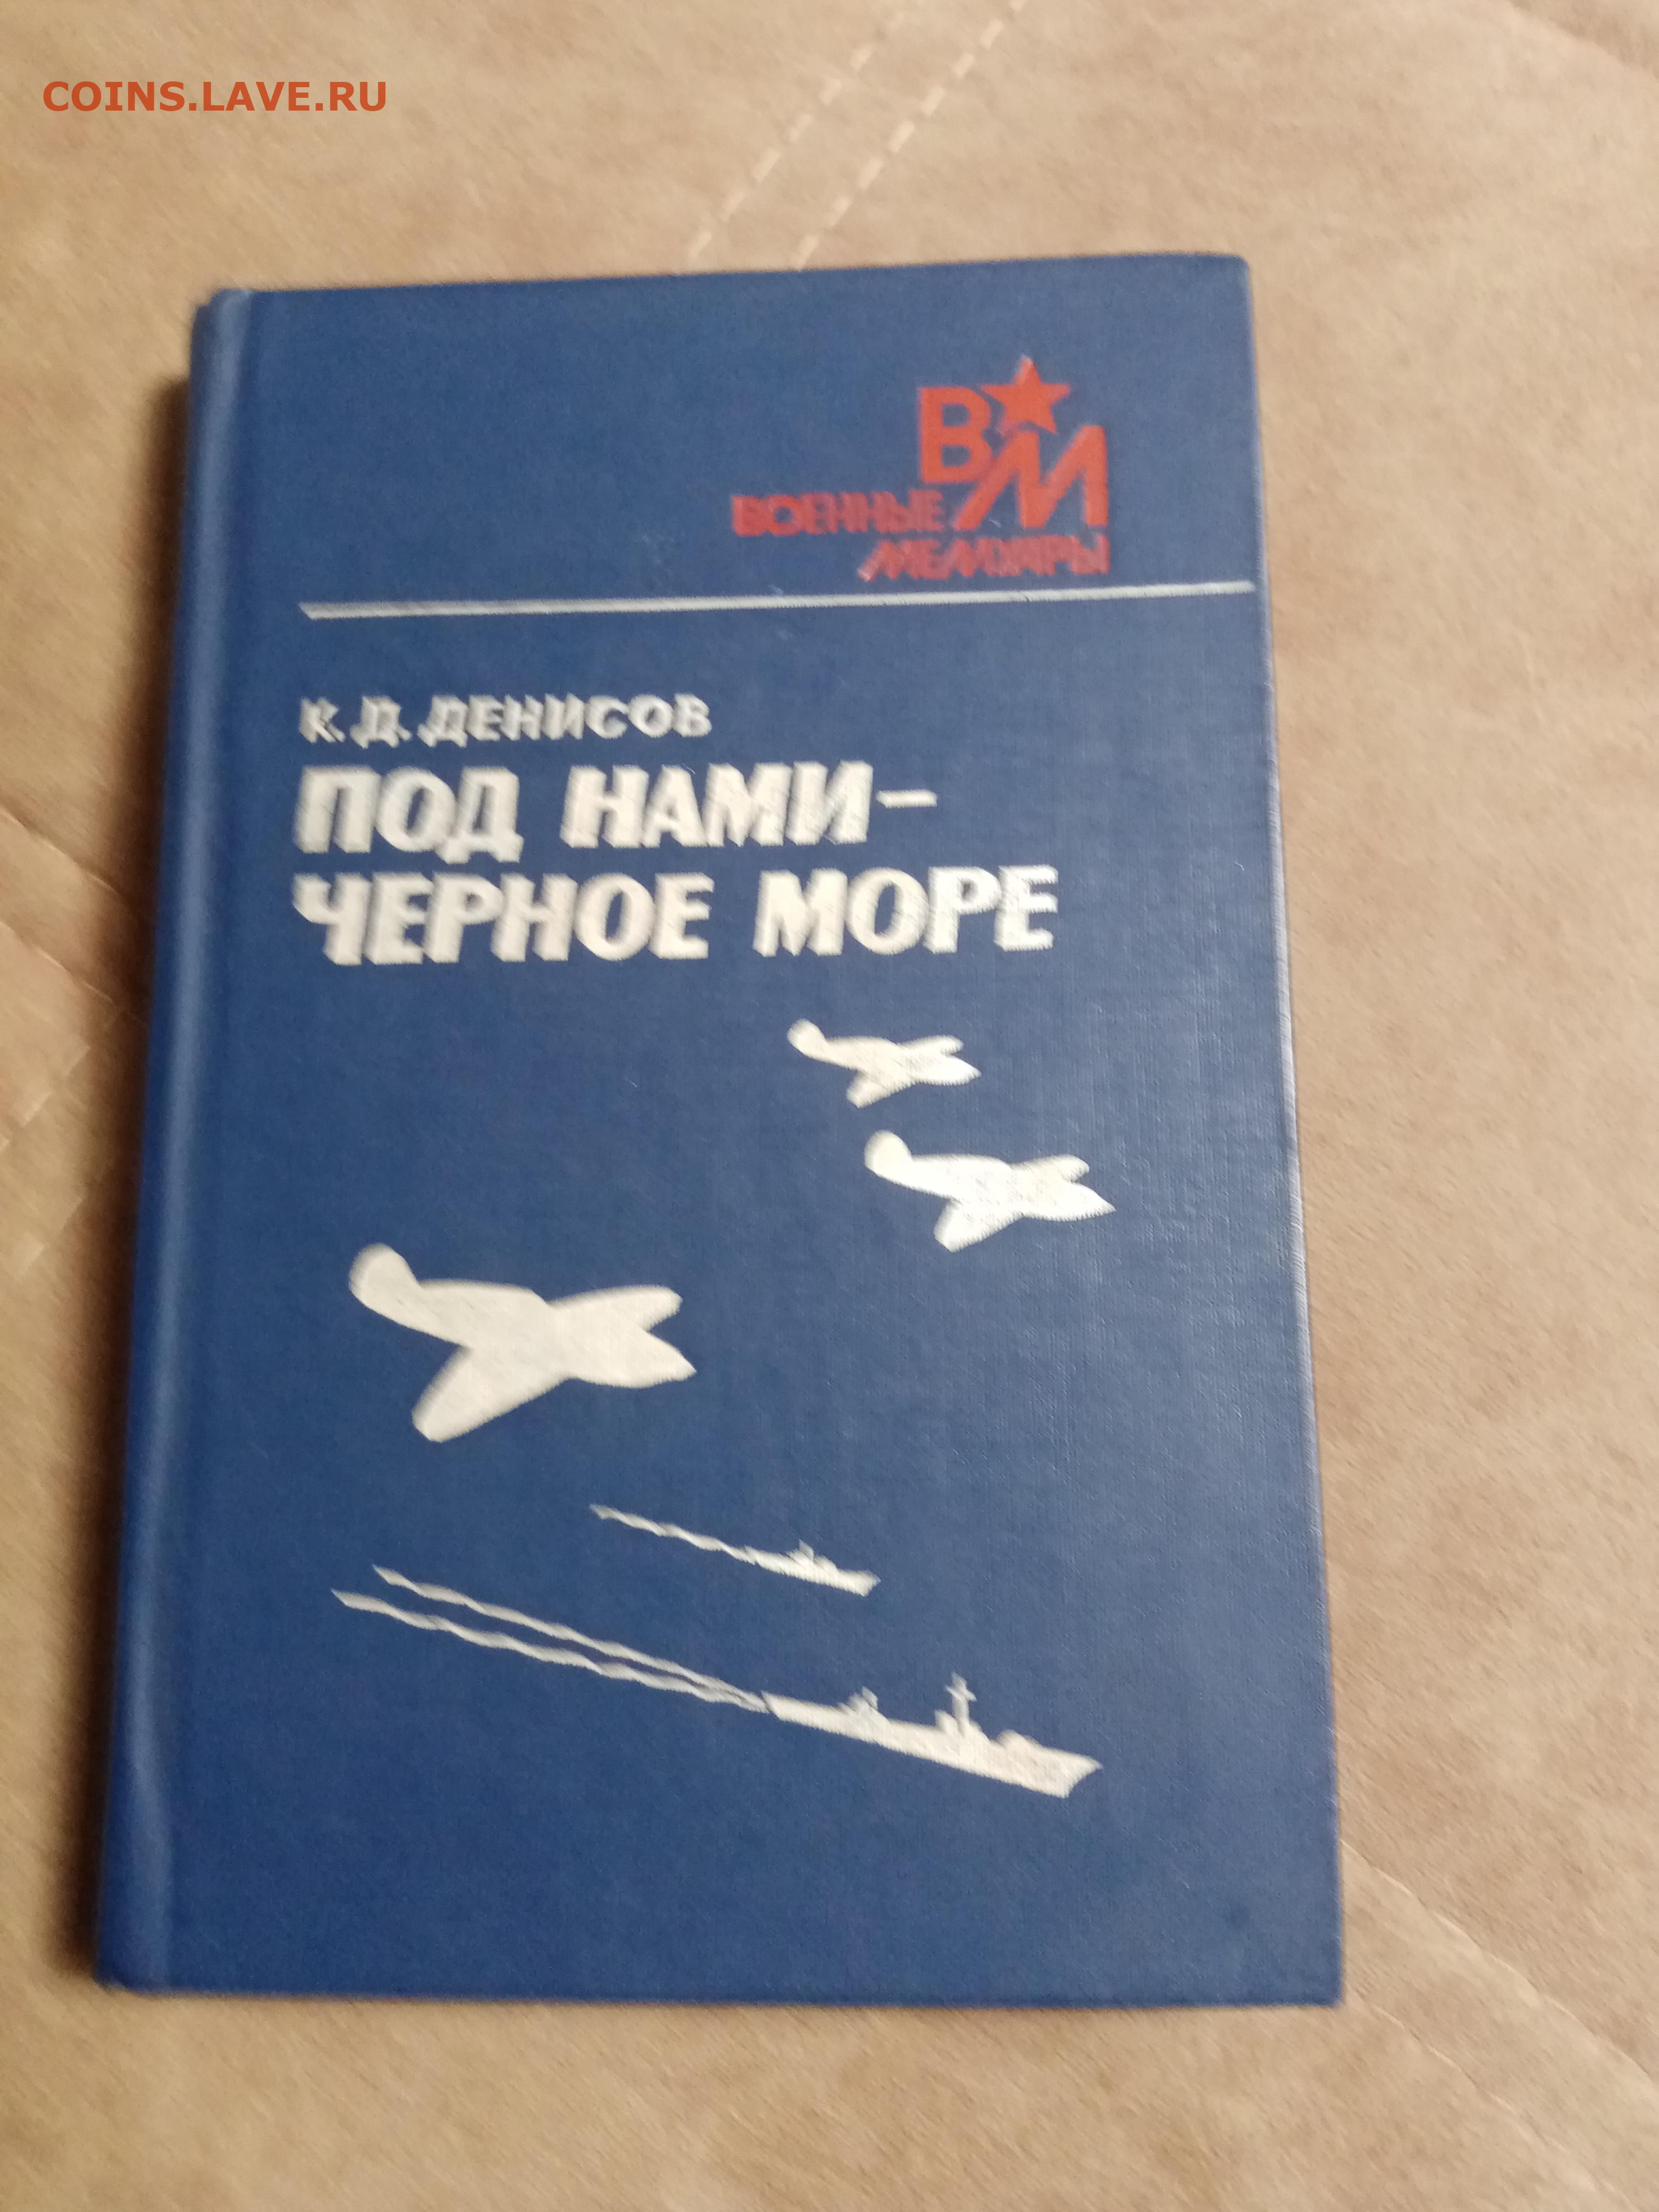 COINS.LAVE.RU
ВМ
ВОЕННЫЕ
МЕМУАРЫ
К. Д. ДЕНИСОВ
ПОД НАМИ –
ЧЕРНОЕ МОРЕ